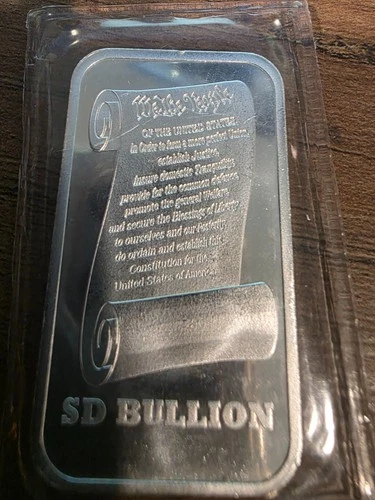 We the People
OF THE UNITED STATES,
in Order to form a more perfect Union,
establish Justice,
insure domestic Tranquility,
provide for the common defence,
promote the general Welfare,
and secure the Blessings of Liberty
to ourselves and our Posterity
do ordain and establish this
Constitution for the
United States of America
SD BULLION